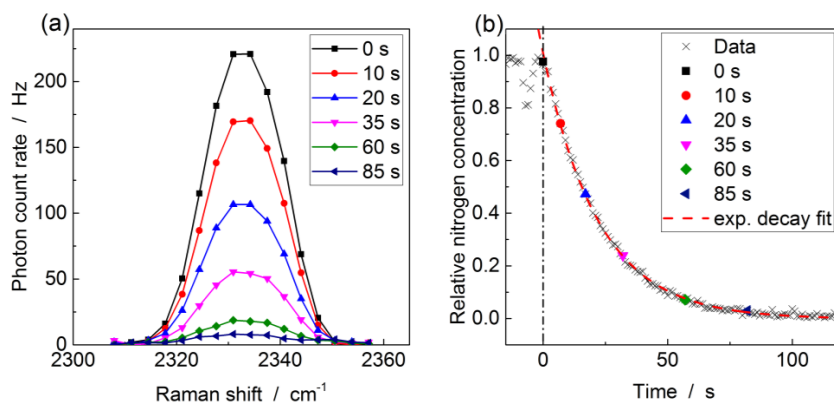 (a)
0 s
10 s
20 s
35 s
60 s
85 s
200
150
100
50
0
2300
2320
2340
2360
Photon count rate / Hz
Raman shift / cm-1
(b)
Data
0 s
10 s
20 s
35 s
60 s
85 s
exp. decay fit
1.0
0.8
0.6
0.4
0.2
0.0
0
50
100
Relative nitrogen concentration
Time / s